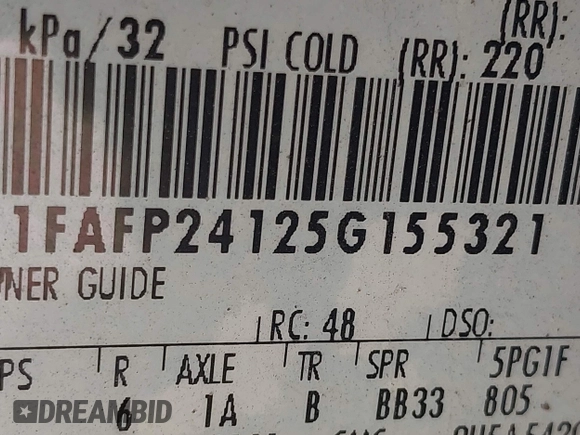 (RR):
kPa/32 PSI COLD (RR): 220
1FAFP24125G155321
NER GUIDE
RC: 48 DSO:
PS R AXLE TR SPR 5PG1F
6 1A B BB33 805
DREAMBID